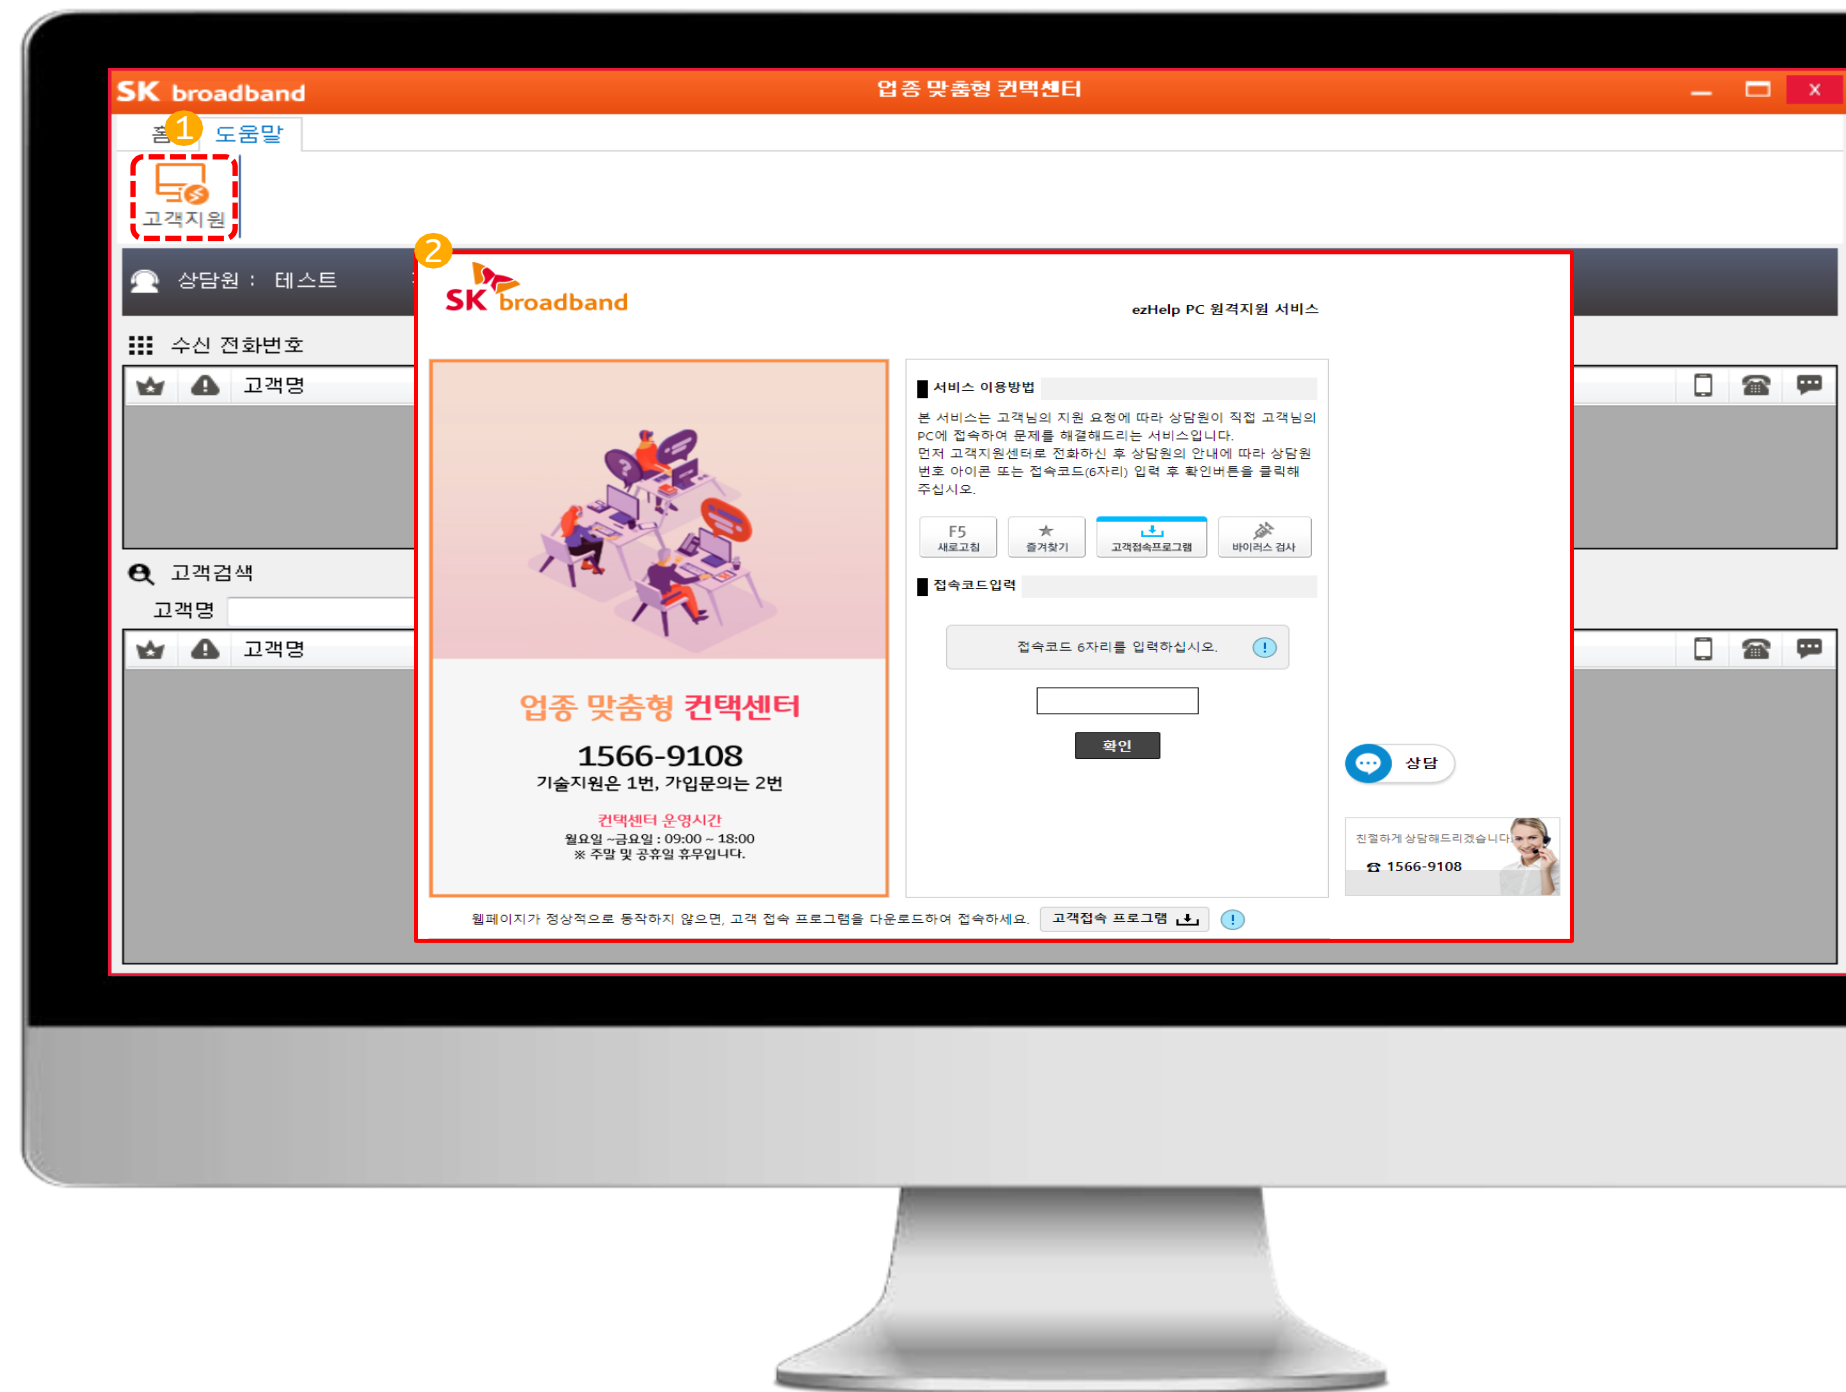 SK broadband
업종 맞춤형 컨택센터
X
홈
1
도움말
고객지원
상담원 : 테스트
수신 전화번호
고객명
고객검색
고객명
고객명
2
SK broadband
ezHelp PC 원격지원 서비스
업종 맞춤형 컨택센터
1566-9108
기술지원은 1번, 가입문의는 2번
컨택센터 운영시간
월요일 ~금요일 : 09:00 ~ 18:00
※ 주말 및 공휴일 휴무입니다.
서비스 이용방법
본 서비스는 고객님의 지원 요청에 따라 상담원이 직접 고객님의
PC에 접속하여 문제를 해결해드리는 서비스입니다.
먼저 고객지원센터로 전화하신 후 상담원의 안내에 따라 상담원
번호 아이콘 또는 접속코드(6자리) 입력 후 확인버튼을 클릭해
주십시오.
F5
새로고침
즐겨찾기
고객접속프로그램
바이러스 검사
접속코드입력
접속코드 6자리를 입력하십시오.
확인
상담
친절하게 상담해드리겠습니다
☎ 1566-9108
웹페이지가 정상적으로 동작하지 않으면, 고객 접속 프로그램을 다운로드하여 접속하세요.
고객접속 프로그램